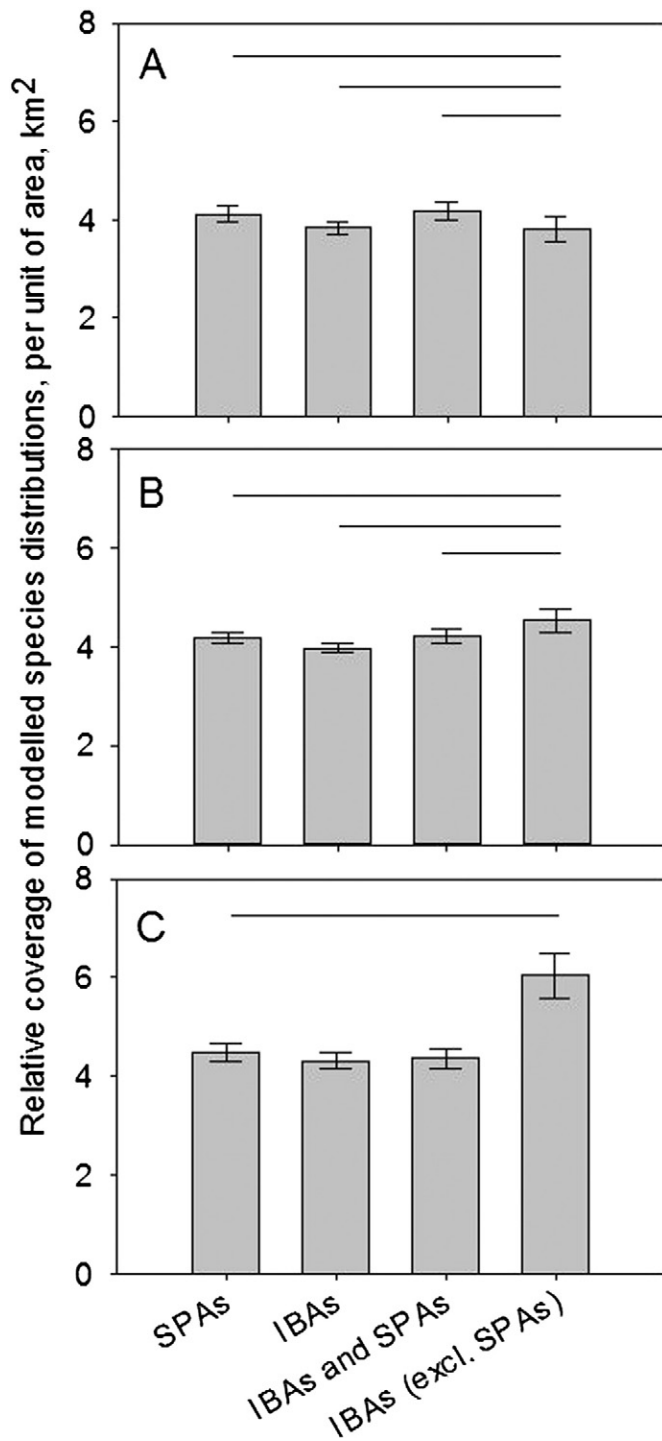 Relative coverage of modelled species distributions, per unit of area, km2
A
8
6
4
2
0
B
8
6
4
2
0
C
8
6
4
2
0
SPAs
IBAs
IBAs and SPAs
IBAs (excl. SPAs)